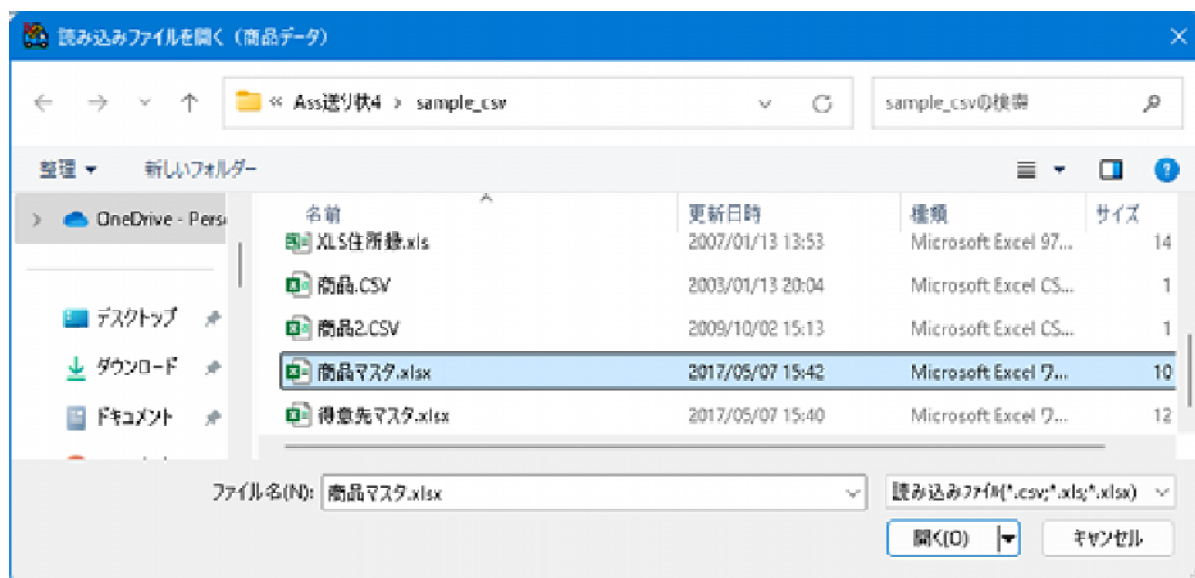 読み込みファイルを開く（商品データ）
« Ass送り状4 › sample_csv
sample_csvの検索
整理 新しいフォルダー
OneDrive - Pers
名前 更新日時 種類 サイズ
XLS住所録.xls 2007/01/13 13:53 Microsoft Excel 97... 14
商品.CSV 2003/01/13 20:04 Microsoft Excel CS... 1
商品2.CSV 2009/10/02 15:13 Microsoft Excel CS... 1
デスクトップ
商品マスタ.xlsx 2017/05/07 15:42 Microsoft Excel ワ... 10
ダウンロード
得意先マスタ.xlsx 2017/05/07 15:40 Microsoft Excel ワ... 12
ドキュメント
ファイル名(N): 商品マスタ.xlsx 読み込みファイル(*.csv;*.xls;*.xlsx)
開く(O) キャンセル